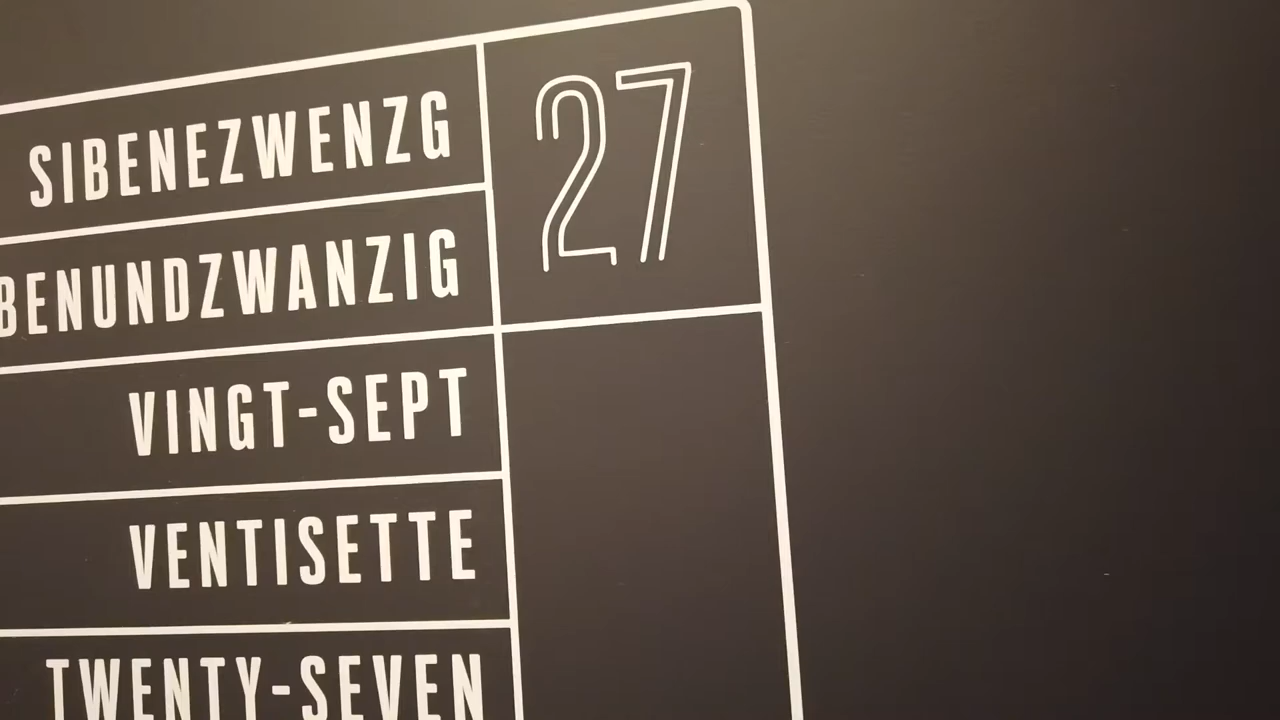 SIBENEZWENZG
27
BENUNDZWANZIG
VINGT-SEPT
VENTISETTE
TWENTY-SEVEN